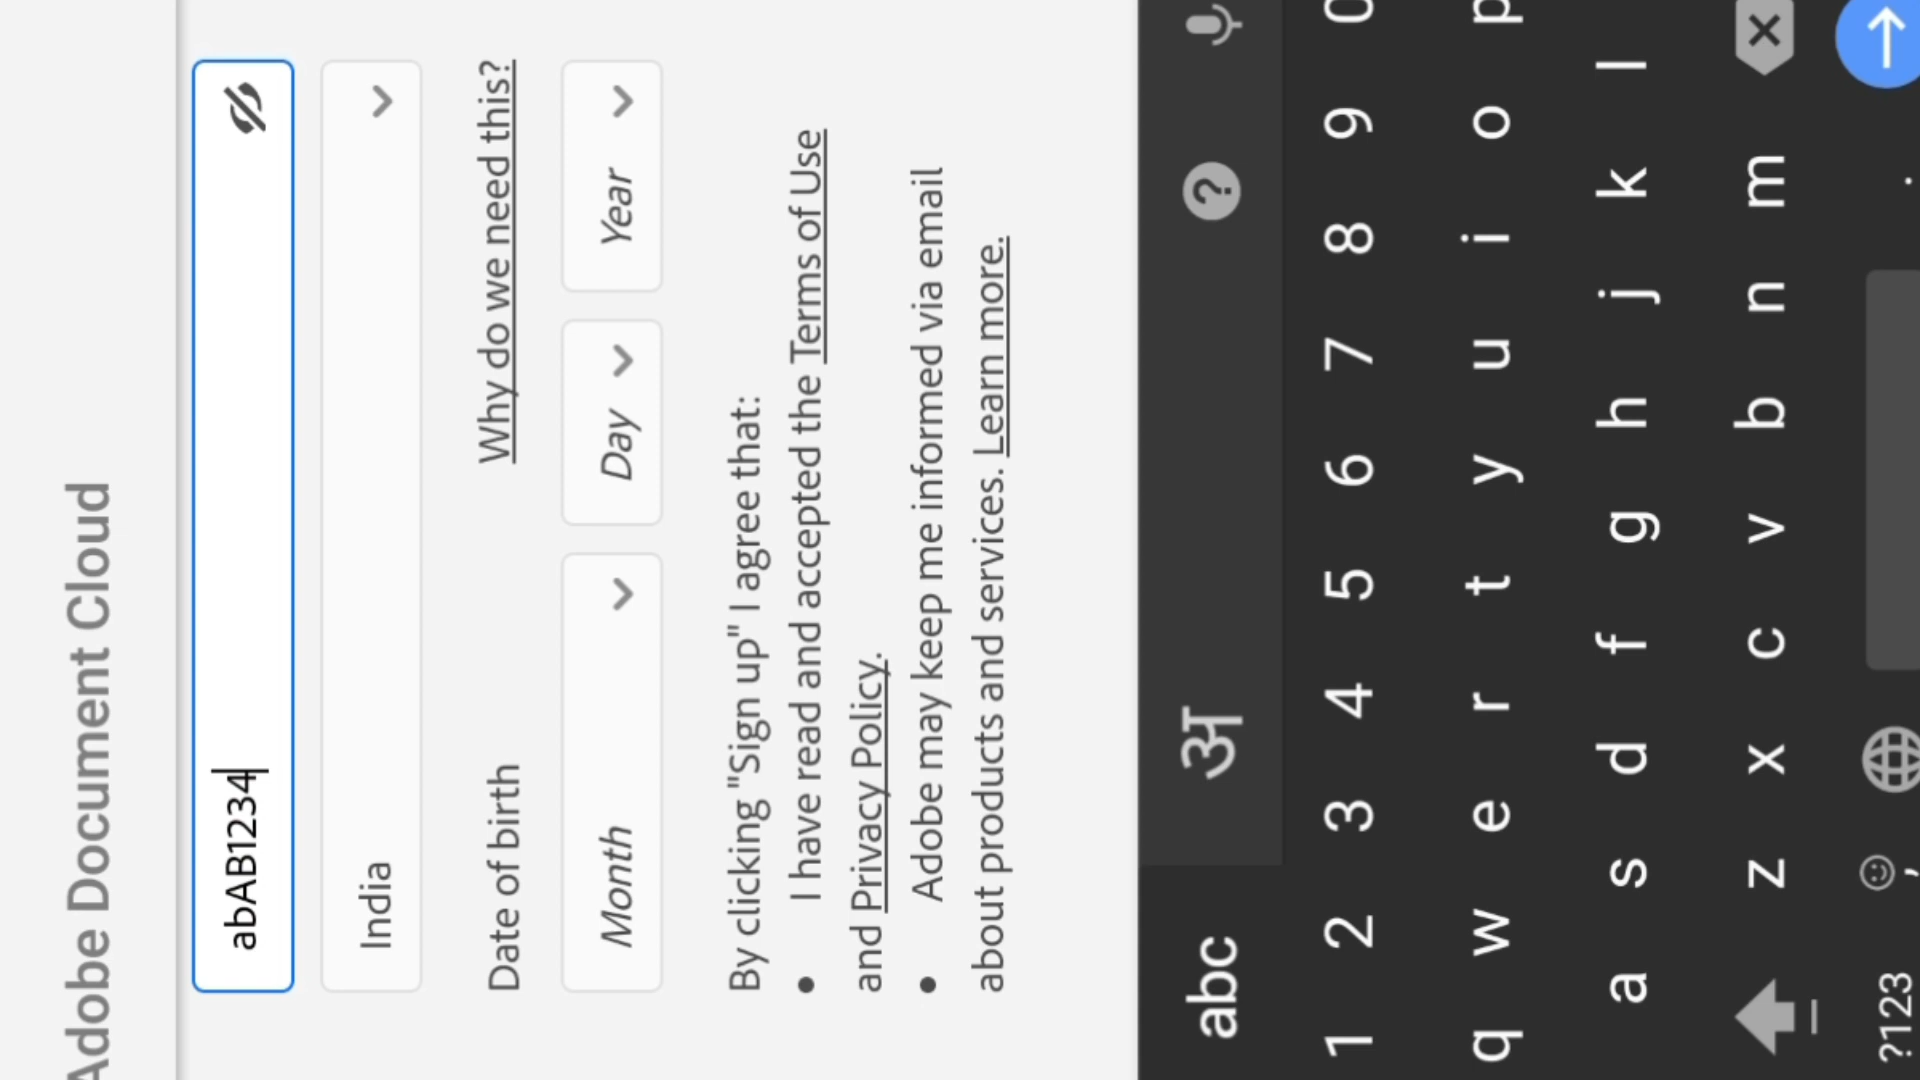 Adobe Document Cloud
abAB1234
India
Date of birth Why do we need this?
Month Day Year
By clicking "Sign up" I agree that:
• I have read and accepted the Terms of Use
and Privacy Policy.
• Adobe may keep me informed via email
about products and services. Learn more.
abc अ ?
1 2 3 4 5 6 7 8 9 0
q w e r t y u i o p
a s d f g h j k l
z x c v b n m
?123 , .